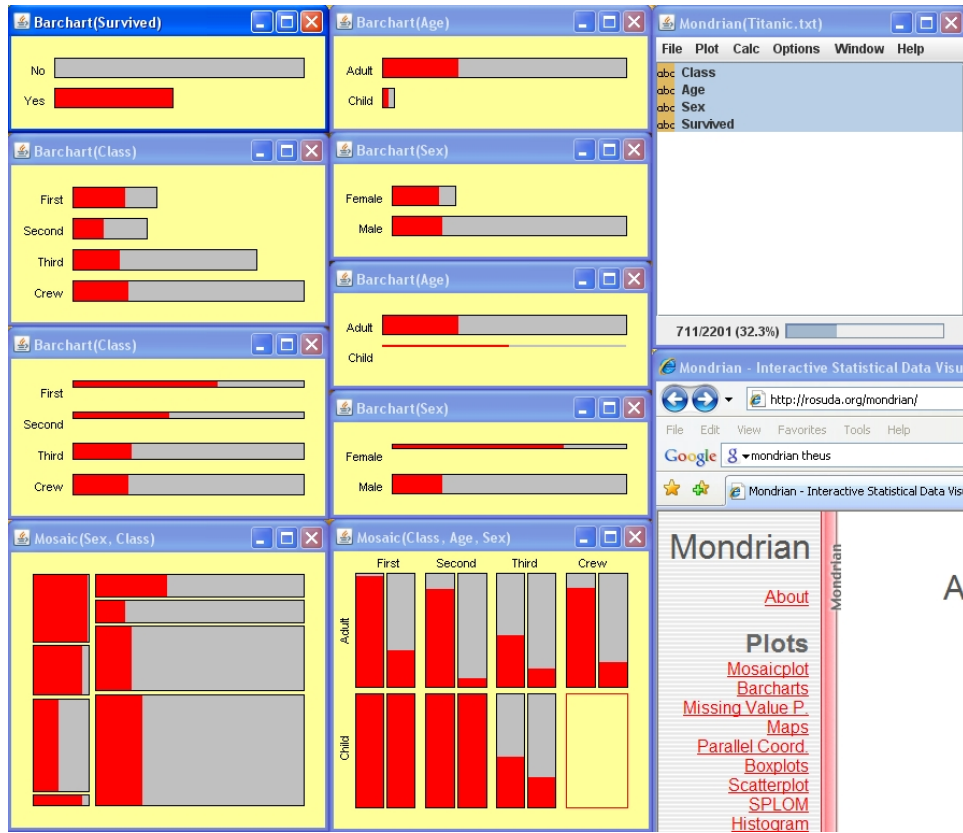 Barchart(Survived)
No
Yes
Barchart(Class)
First
Second
Third
Crew
Barchart(Class)
First
Second
Third
Crew
Mosaic(Sex, Class)
Barchart(Age)
Adult
Child
Barchart(Sex)
Female
Male
Barchart(Age)
Adult
Child
Barchart(Sex)
Female
Male
Mosaic(Class, Age, Sex)
First Second Third Crew
Adult
Child
Mondrian(Titanic.txt)
File Plot Calc Options Window Help
abc Class
abc Age
abc Sex
abc Survived
711/2201 (32.3%)
Mondrian - Interactive Statistical Data Visu
http://rosuda.org/mondrian/
File Edit View Favorites Tools Help
Google g mondrian theus
Mondrian - Interactive Statistical Data Vis
Mondrian
About
Plots
Mosaicplot
Barcharts
Missing Value P.
Maps
Parallel Coord.
Boxplots
Scatterplot
SPLOM
Histogram
Mondrian
A